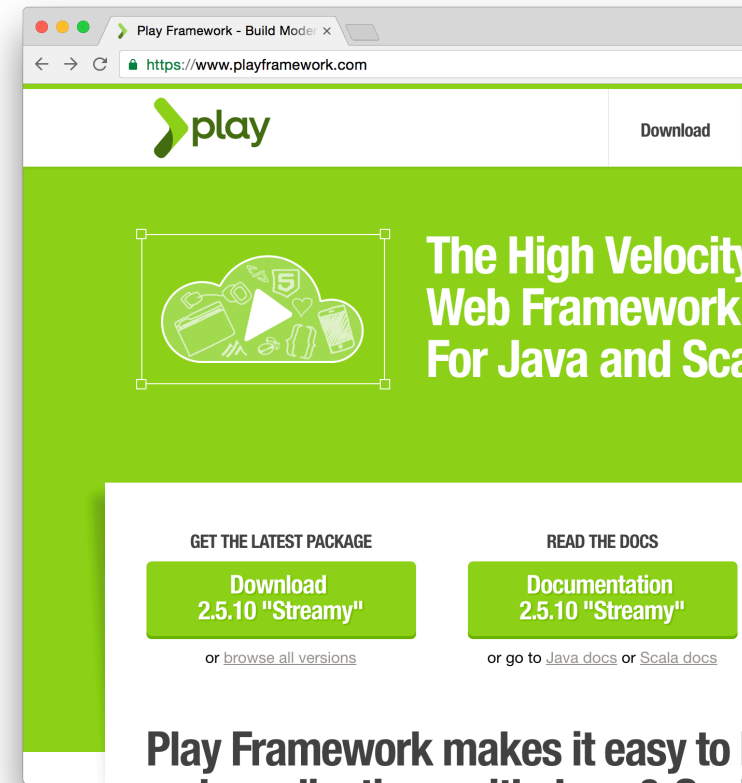 Play Framework - Build Moder
https://www.playframework.com
play
Download
The High Velocity
Web Framework
For Java and Sca
5
GET THE LATEST PACKAGE
READ THE DOCS
Download
2.5.10 "Streamy"
Documentation
2.5.10 "Streamy"
or browse all versions
or go to Java docs or Scala docs
Play Framework makes it easy to